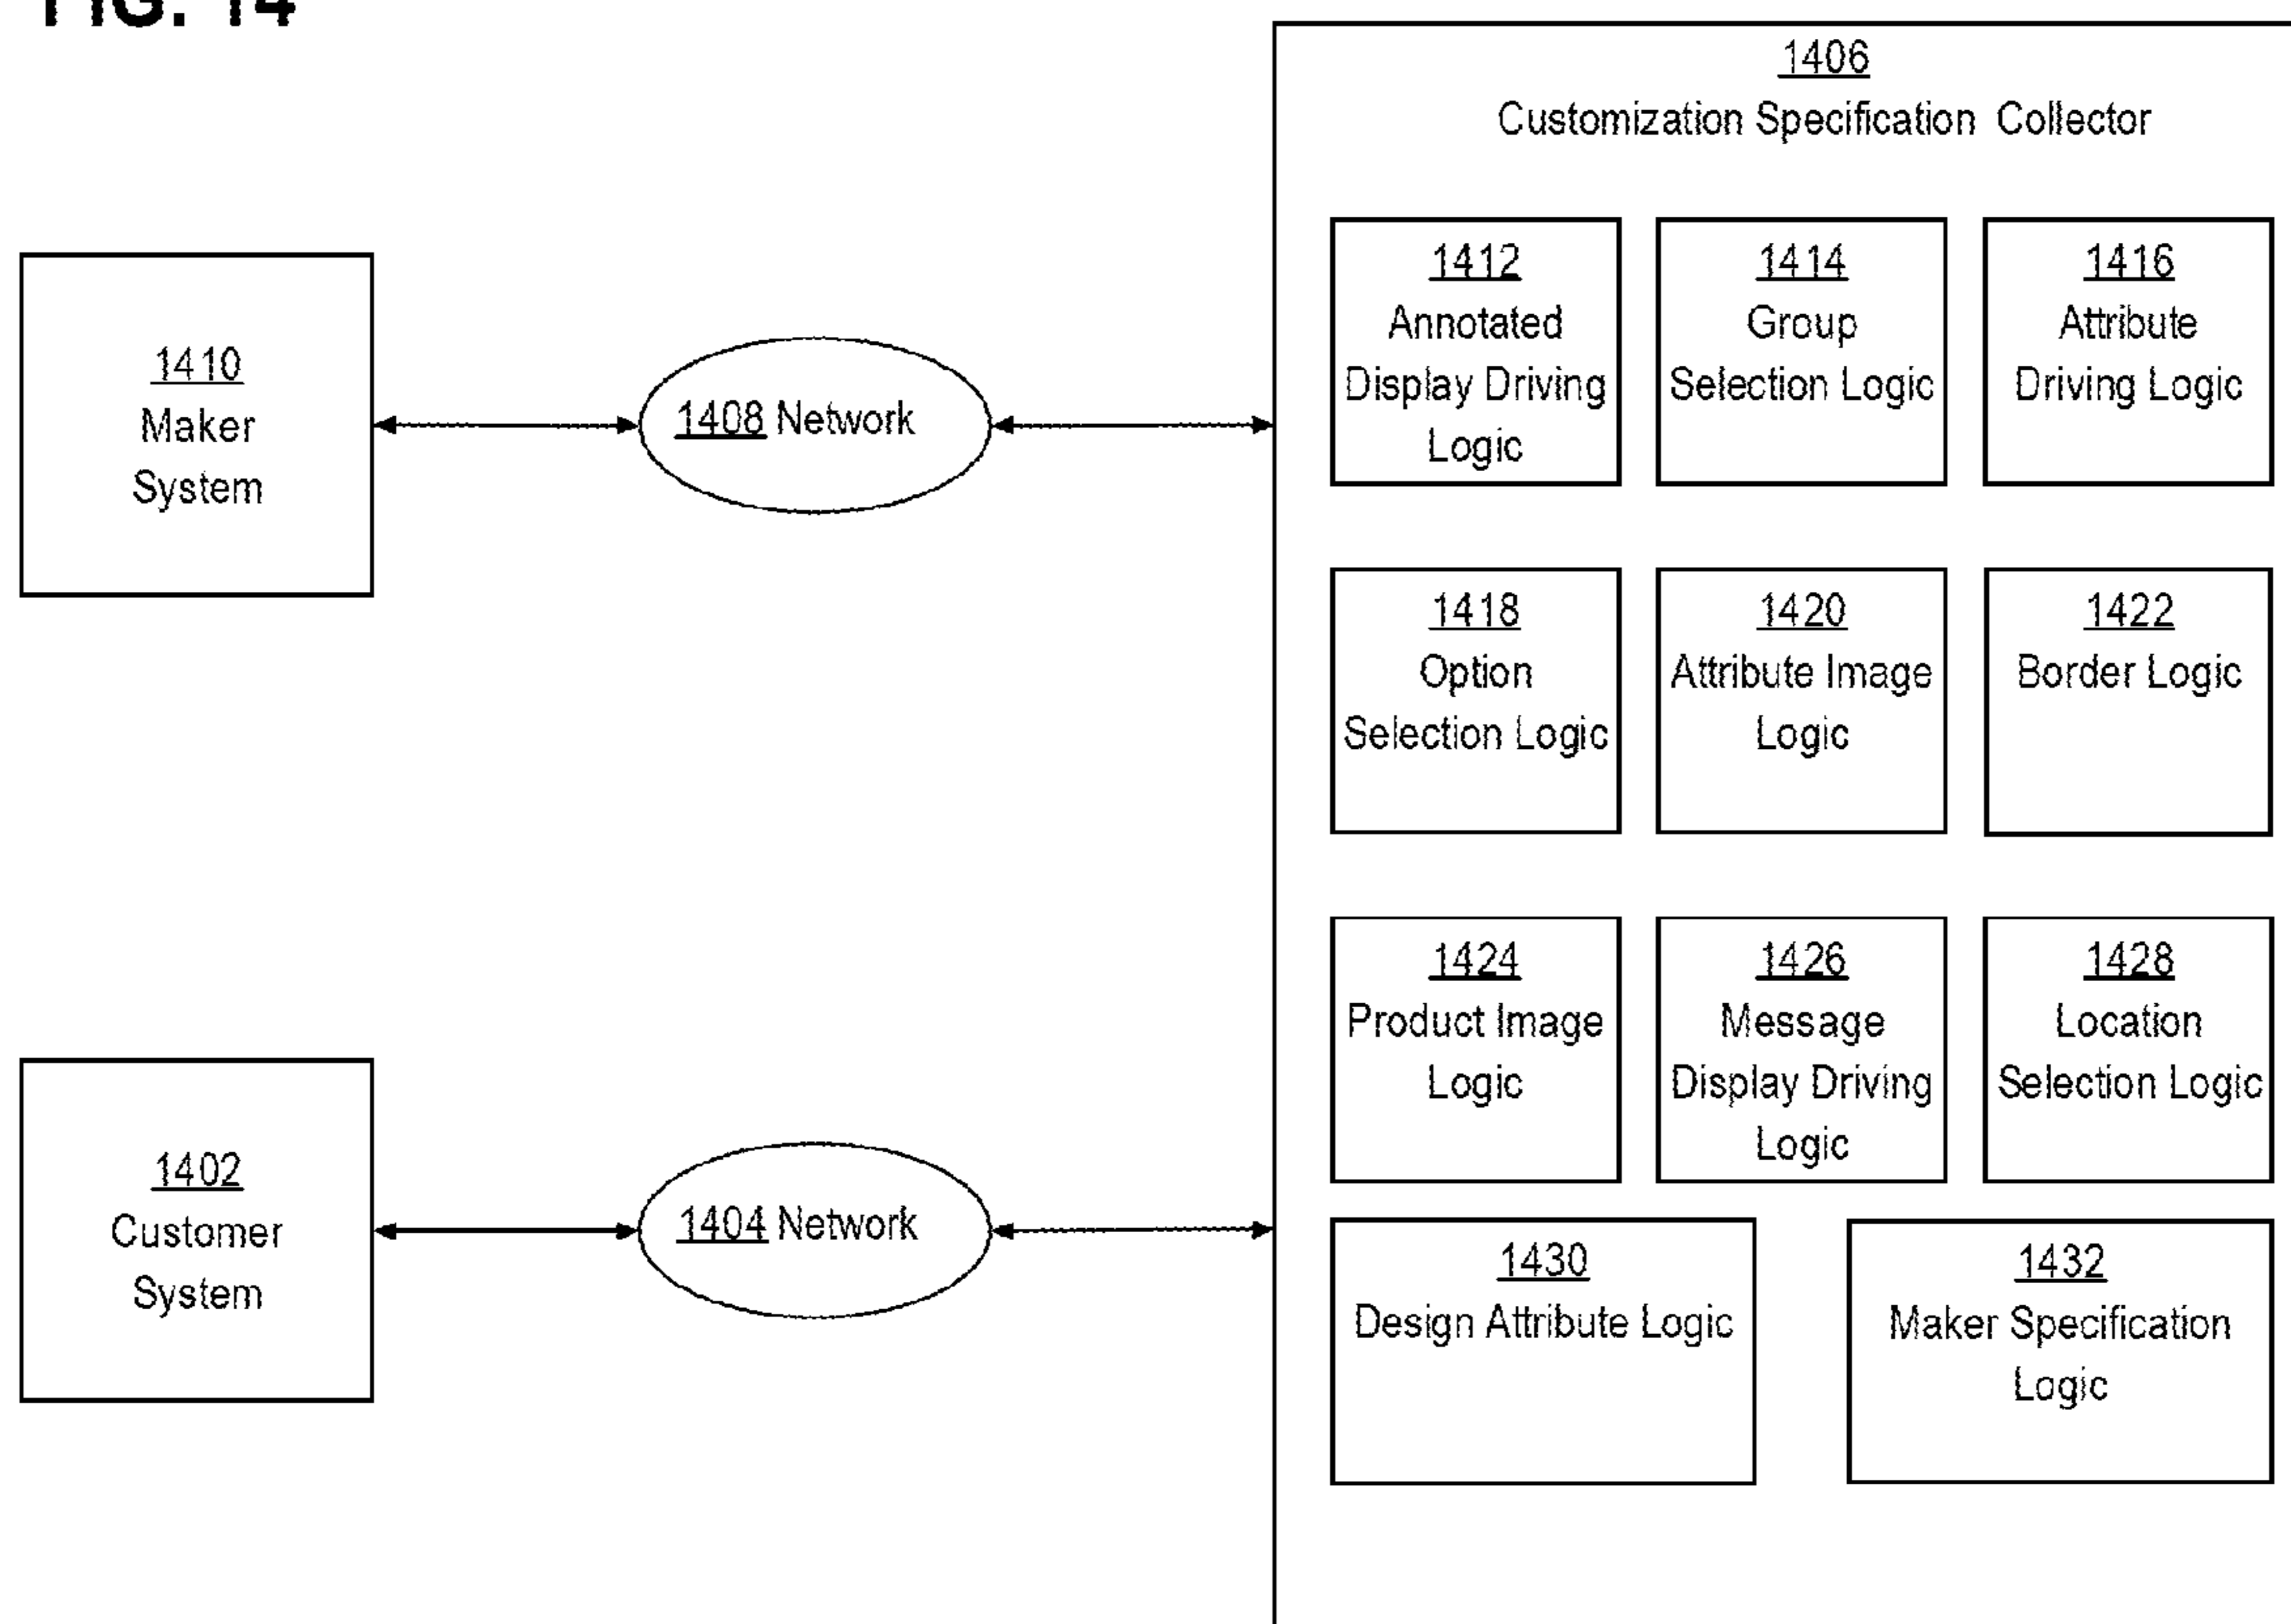 FIG. 14
1406
Customization Specification Collector
1412
Annotated
Display Driving
Logic
1414
Group
Selection Logic
1416
Attribute
Driving Logic
1410
Maker
System
1408 Network
1418
Option
Selection Logic
1420
Attribute Image
Logic
1422
Border Logic
1424
Product Image
Logic
1426
Message
Display Driving
Logic
1428
Location
Selection Logic
1402
Customer
System
1404 Network
1430
Design Attribute Logic
1432
Maker Specification
Logic